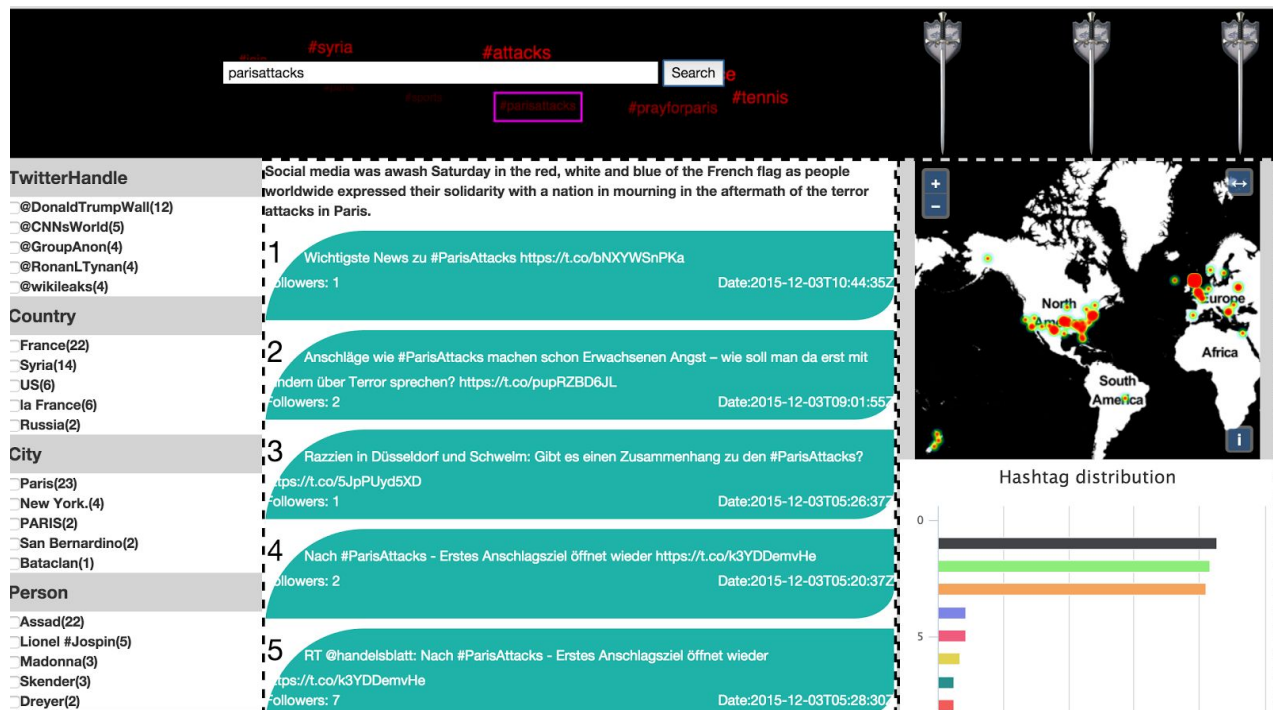 #syria
#attacks
parisattacks
Search
e
#parisattacks
#prayforparis
#tennis
TwitterHandle
@DonaldTrumpWall(12)
@CNNsWorld(5)
@GroupAnon(4)
@RonanLTynan(4)
@wikileaks(4)
Country
France(22)
Syria(14)
US(6)
la France(6)
Russia(2)
City
Paris(23)
New York.(4)
PARIS(2)
San Bernardino(2)
Bataclan(1)
Person
Assad(22)
Lionel #Jospin(5)
Madonna(3)
Skender(3)
Dreyer(2)
Social media was awash Saturday in the red, white and blue of the French flag as people
worldwide expressed their solidarity with a nation in mourning in the aftermath of the terror
attacks in Paris.
1 Wichtigste News zu #ParisAttacks https://t.co/bNXYWSnPKa
ollowers: 1 Date:2015-12-03T10:44:35Z
2 Anschläge wie #ParisAttacks machen schon Erwachsenen Angst – wie soll man da erst mit
ndern über Terror sprechen? https://t.co/pupRZBD6JL
Followers: 2 Date:2015-12-03T09:01:55Z
3 Razzien in Düsseldorf und Schwelm: Gibt es einen Zusammenhang zu den #ParisAttacks?
ttps://t.co/5JpPUyd5XD
Followers: 1 Date:2015-12-03T05:26:37Z
4 Nach #ParisAttacks - Erstes Anschlagsziel öffnet wieder https://t.co/k3YDDemvHe
ollowers: 2 Date:2015-12-03T05:20:37Z
5 RT @handelsblatt: Nach #ParisAttacks - Erstes Anschlagsziel öffnet wieder
ttps://t.co/k3YDDemvHe
Followers: 7 Date:2015-12-03T05:28:30Z
+
−
North
America
Europe
Africa
South
America
i
Hashtag distribution
0
5